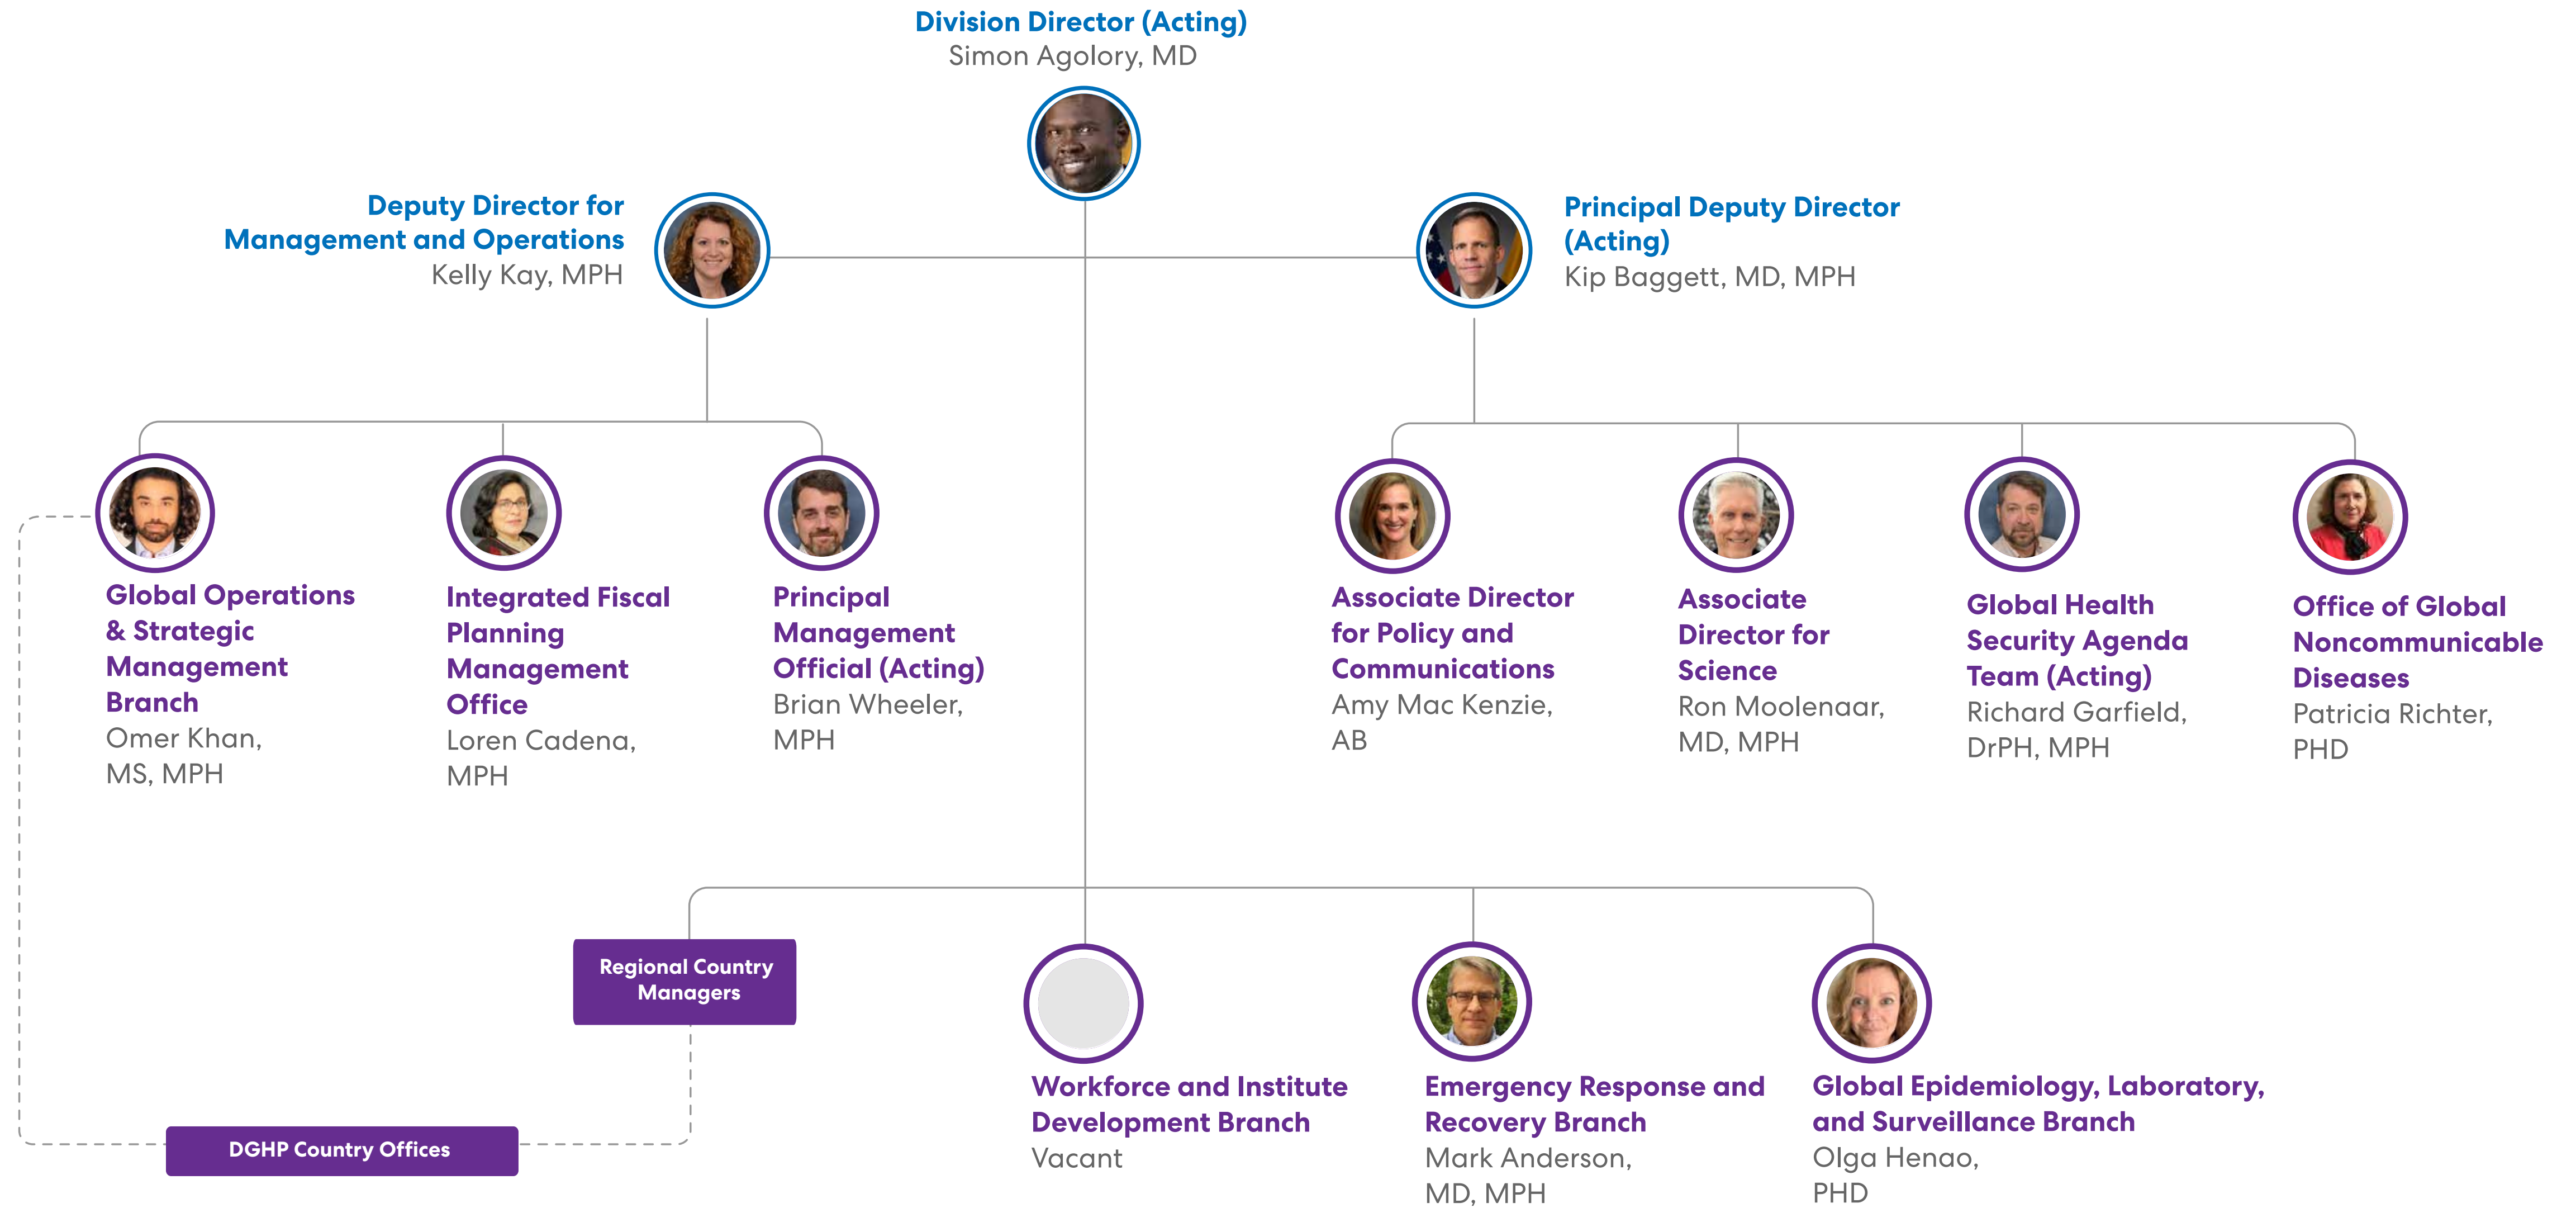 Division Director (Acting)
Simon Agolory, MD
Deputy Director for
Management and Operations
Kelly Kay, MPH
Principal Deputy Director
(Acting)
Kip Baggett, MD, MPH
Global Operations
& Strategic
Management
Branch
Omer Khan,
MS, MPH
Integrated Fiscal
Planning
Management
Office
Loren Cadena,
MPH
Principal
Management
Official (Acting)
Brian Wheeler,
MPH
Associate Director
for Policy and
Communications
Amy Mac Kenzie,
AB
Associate
Director for
Science
Ron Moolenaar,
MD, MPH
Global Health
Security Agenda
Team (Acting)
Richard Garfield,
DrPH, MPH
Office of Global
Noncommunicable
Diseases
Patricia Richter,
PHD
Regional Country
Managers
DGHP Country Offices
Workforce and Institute
Development Branch
Vacant
Emergency Response and
Recovery Branch
Mark Anderson,
MD, MPH
Global Epidemiology, Laboratory,
and Surveillance Branch
Olga Henao,
PHD